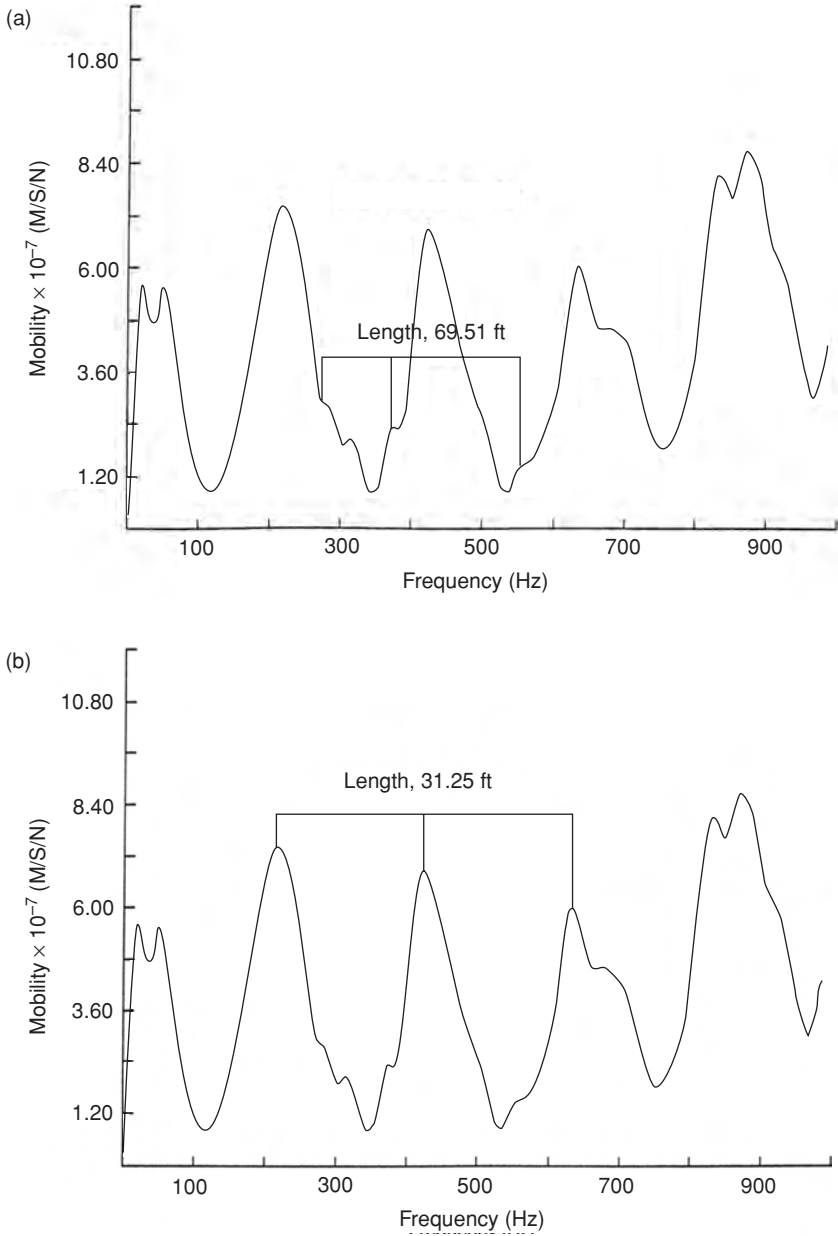 (a)
Mobility × 10⁻⁷ (M/S/N)
10.80
8.40
6.00
3.60
1.20
Length, 69.51 ft
100 300 500 700 900
Frequency (Hz)
(b)
Mobility × 10⁻⁷ (M/S/N)
10.80
8.40
6.00
3.60
1.20
Length, 31.25 ft
100 300 500 700 900
Frequency (Hz)